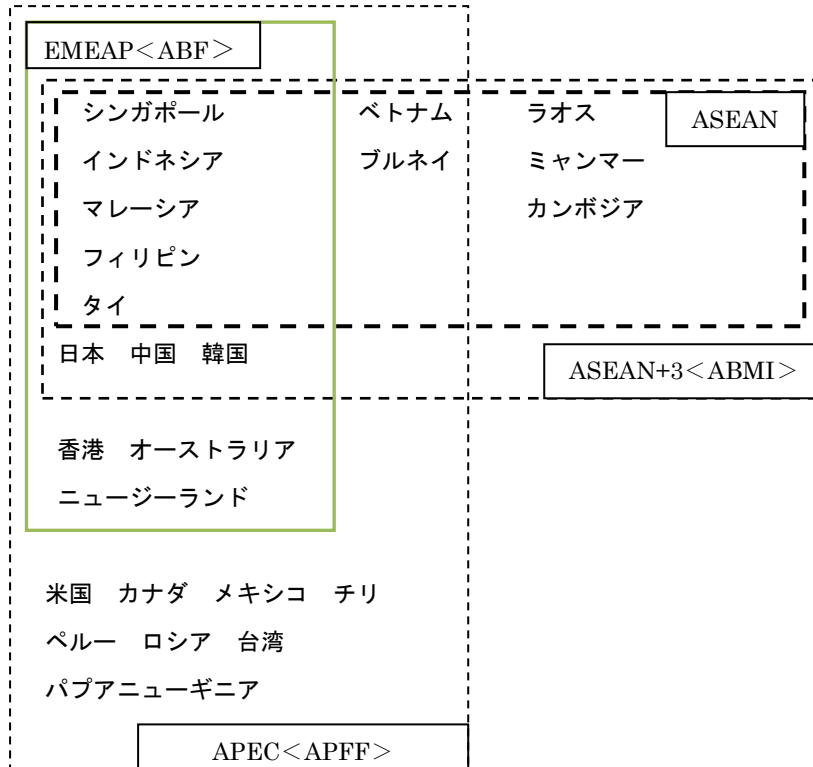 EMEAP<ABF>
シンガポール ベトナム ラオス ASEAN
インドネシア ブルネイ ミャンマー
マレーシア カンボジア
フィリピン
タイ
日本 中国 韓国
ASEAN+3<ABMI>
香港 オーストラリア
ニュージーランド
米国 カナダ メキシコ チリ
ペルー ロシア 台湾
パプアニューギニア
APEC<APFF>